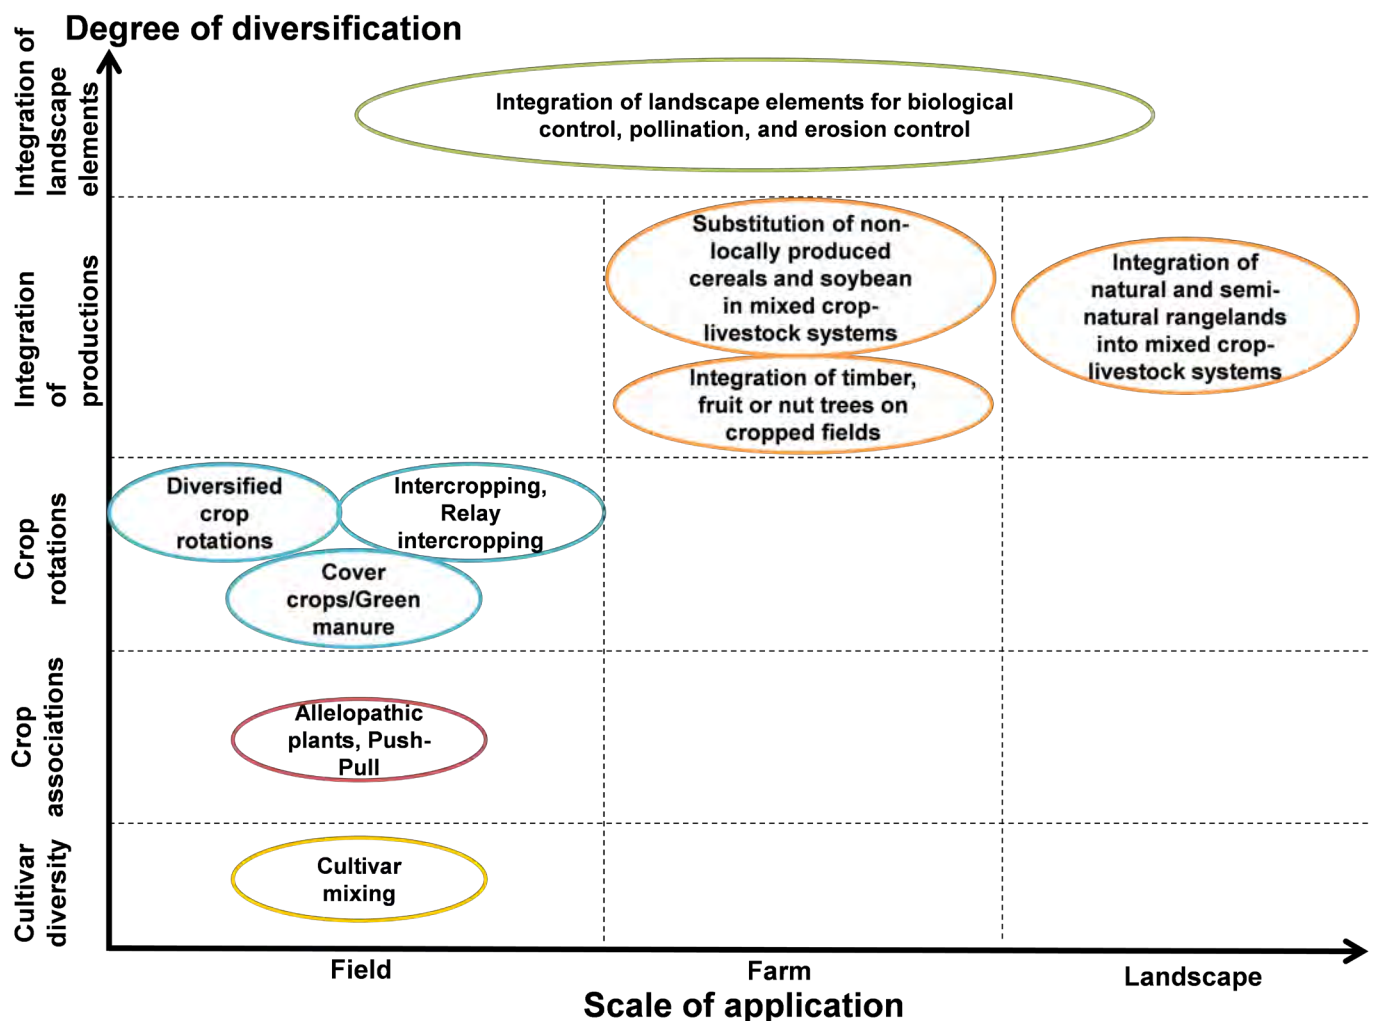 Degree of diversification
Integration of
landscape
elements
Integration of landscape elements for biological
control, pollination, and erosion control
Integration
of
productions
Substitution of non-
locally produced
cereals and soybean
in mixed crop-
livestock systems
Integration of
natural and semi-
natural rangelands
into mixed crop-
livestock systems
Integration of timber,
fruit or nut trees on
cropped fields
Crop
rotations
Diversified
crop
rotations
Intercropping,
Relay
intercropping
Cover
crops/Green
manure
Crop
associations
Allelopathic
plants, Push-
Pull
Cultivar
diversity
Cultivar
mixing
Field
Farm
Landscape
Scale of application